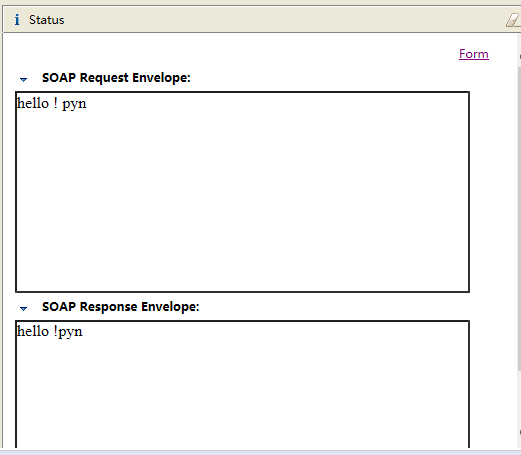 Status
Form
SOAP Request Envelope:
hello ! pyn
SOAP Response Envelope:
hello !pyn